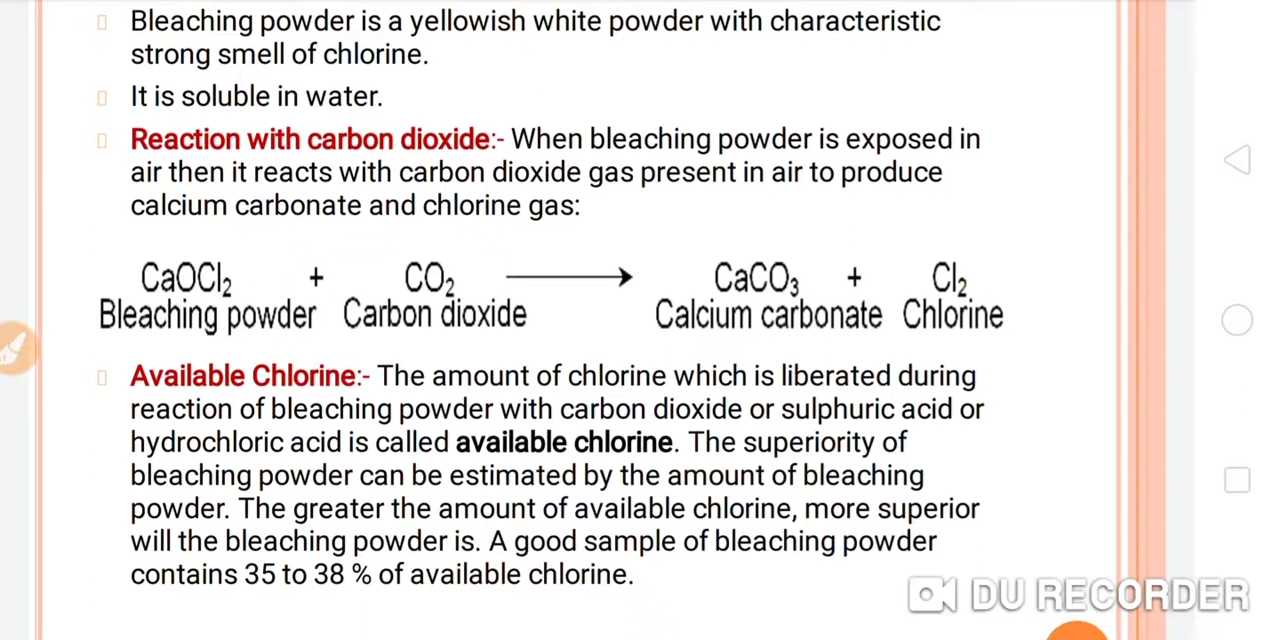 Bleaching powder is a yellowish white powder with characteristic
strong smell of chlorine.
It is soluble in water.
Reaction with carbon dioxide:- When bleaching powder is exposed in
air then it reacts with carbon dioxide gas present in air to produce
calcium carbonate and chlorine gas:
CaOCl₂ + CO₂ ⟶ CaCO₃ + Cl₂
Bleaching powder Carbon dioxide Calcium carbonate Chlorine
Available Chlorine:- The amount of chlorine which is liberated during
reaction of bleaching powder with carbon dioxide or sulphuric acid or
hydrochloric acid is called available chlorine. The superiority of
bleaching powder can be estimated by the amount of bleaching
powder. The greater the amount of available chlorine, more superior
will the bleaching powder is. A good sample of bleaching powder
contains 35 to 38 % of available chlorine.
DU RECORDER